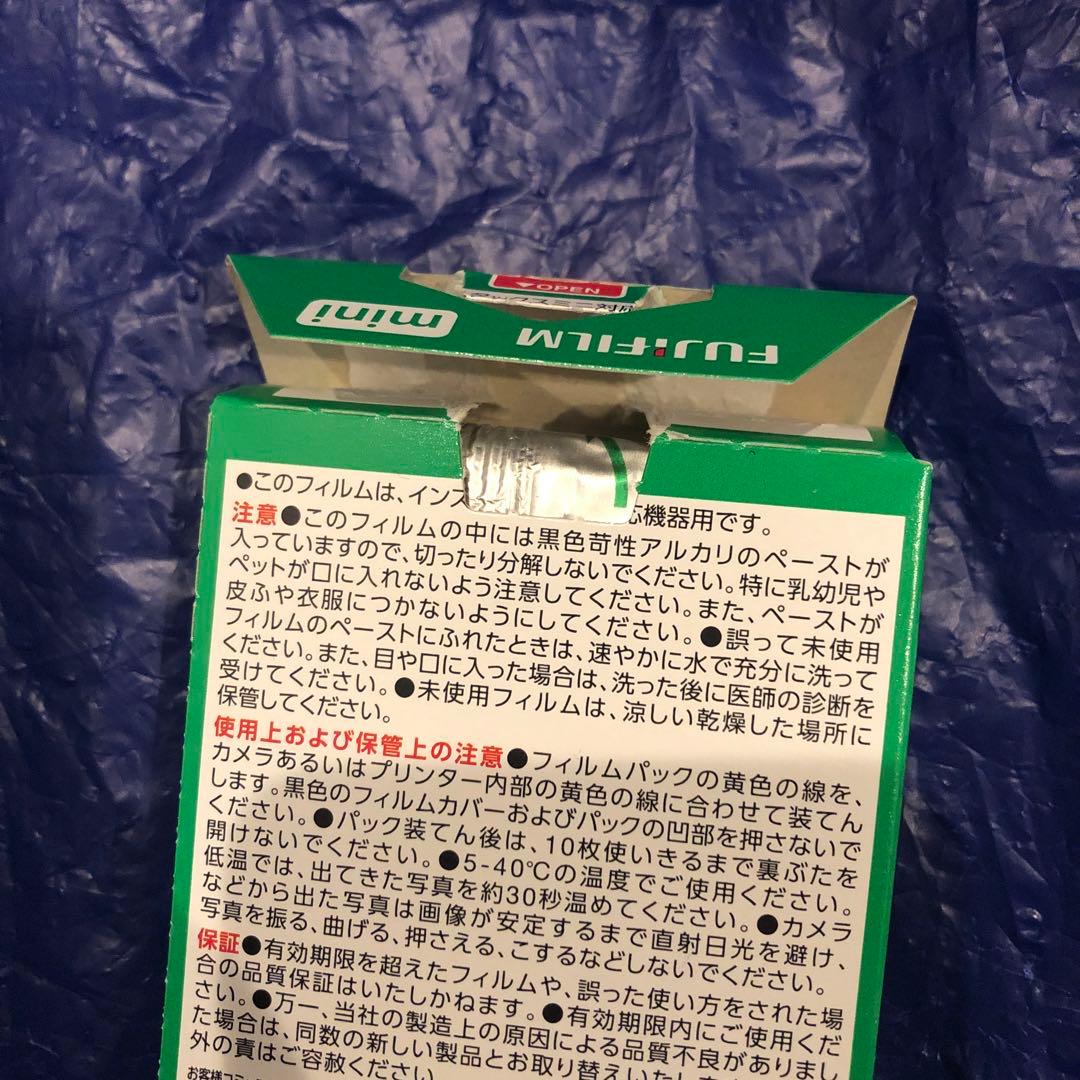 ▼OPEN
ックスミニ対応
mini FUJIFILM
●このフィルムは、インス 応機器用です。
注意●このフィルムの中には黒色苛性アルカリのペーストが
入っていますので、切ったり分解しないでください。特に乳幼児や
ペットが口に入れないよう注意してください。また、ペーストが
皮ふや衣服につかないようにしてください。●誤って未使用
フィルムのペーストにふれたときは、速やかに水で充分に洗って
ください。また、目や口に入った場合は、洗った後に医師の診断を
受けてください。●未使用フィルムは、涼しい乾燥した場所に
保管してください。
使用上および保管上の注意●フィルムパックの黄色の線を、
カメラあるいはプリンター内部の黄色の線に合わせて装てん
します。黒色のフィルムカバーおよびパックの凹部を押さないで
ください。●パック装てん後は、10枚使いきるまで裏ぶたを
開けないでください。●5-40℃の温度でご使用ください。
低温では、出てきた写真を約30秒温めてください。●カメラ
などから出た写真は画像が安定するまで直射日光を避け、
写真を振る、曲げる、押さえる、こするなどしないでください。
保証●有効期限を超えたフィルムや、誤った使い方をされた場
合の品質保証はいたしかねます。●有効期限内にご使用くだ
さい。●万一、当社の製造上の原因による品質不良がありまし
た場合は、同数の新しい製品とお取り替えいたしま
外の責はご容赦ください
お客様コミ